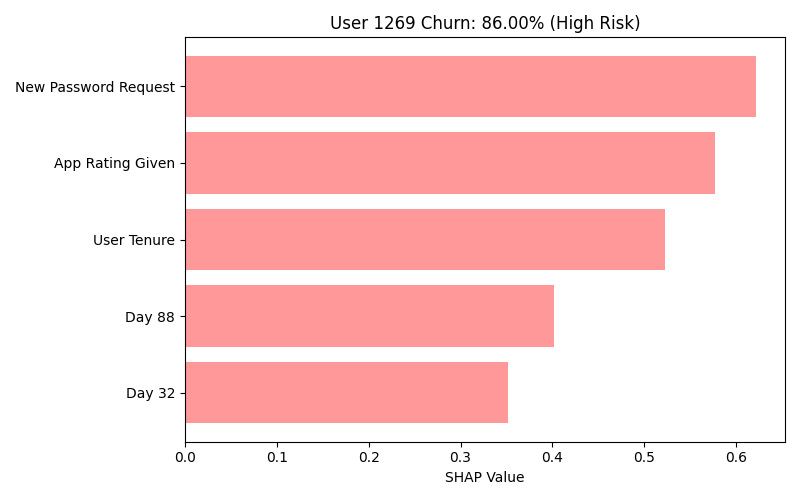 User 1269 Churn: 86.00% (High Risk)
New Password Request
App Rating Given
User Tenure
Day 88
Day 32
0.0 0.1 0.2 0.3 0.4 0.5 0.6
SHAP Value